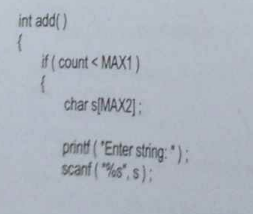 int add( )
{
if ( count < MAX1 )
{
char s[MAX2] ;
printf ( "Enter string: " ) ;
scanf ( "%s", s ) ;